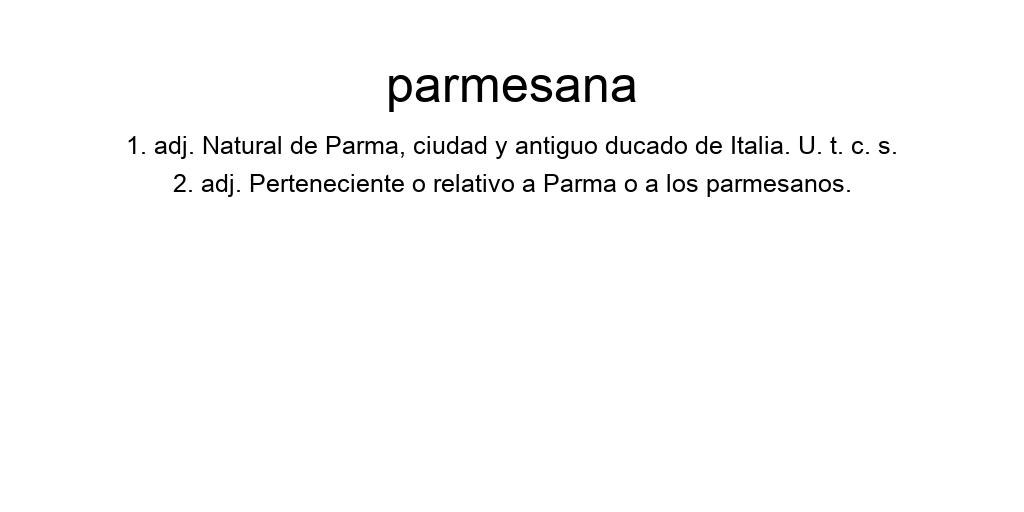 parmesana
1. adj. Natural de Parma, ciudad y antiguo ducado de Italia. U. t. c. s.
2. adj. Perteneciente o relativo a Parma o a los parmesanos.